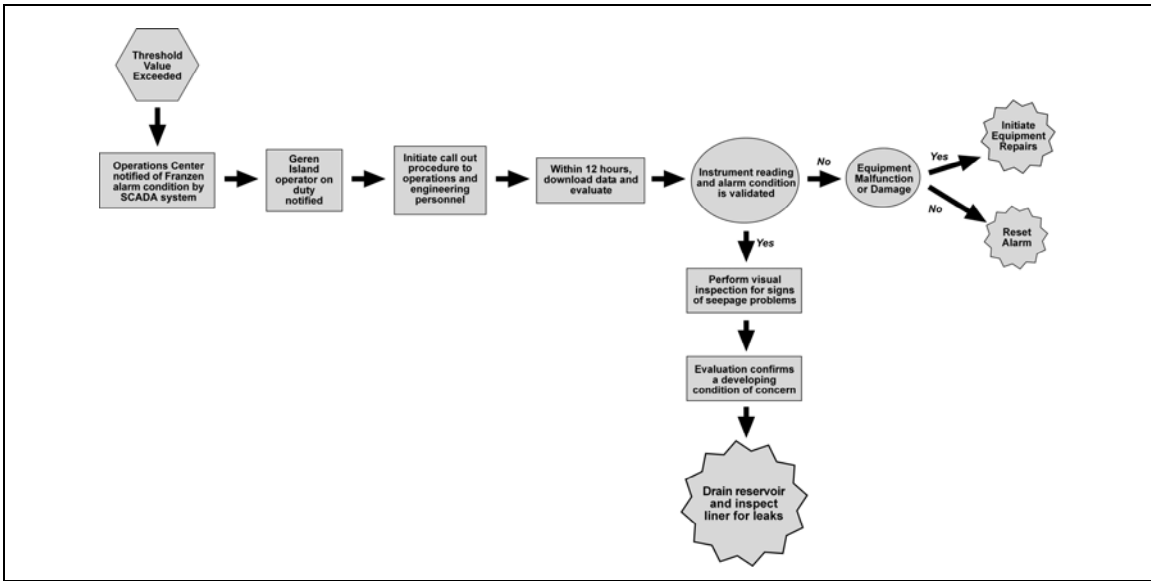 Threshold
Value
Exceeded
Operations Center
notified of Franzen
alarm condition by
SCADA system
Geren
Island
operator on
duty
notified
Initiate call out
procedure to
operations and
engineering
personnel
Within 12 hours,
download data and
evaluate
Instrument reading
and alarm condition
is validated
No
Equipment
Malfunction
or Damage
Yes
Initiate
Equipment
Repairs
No
Reset
Alarm
Yes
Perform visual
inspection for signs
of seepage problems
Evaluation confirms
a developing
condition of concern
Drain reservoir
and inspect
liner for leaks